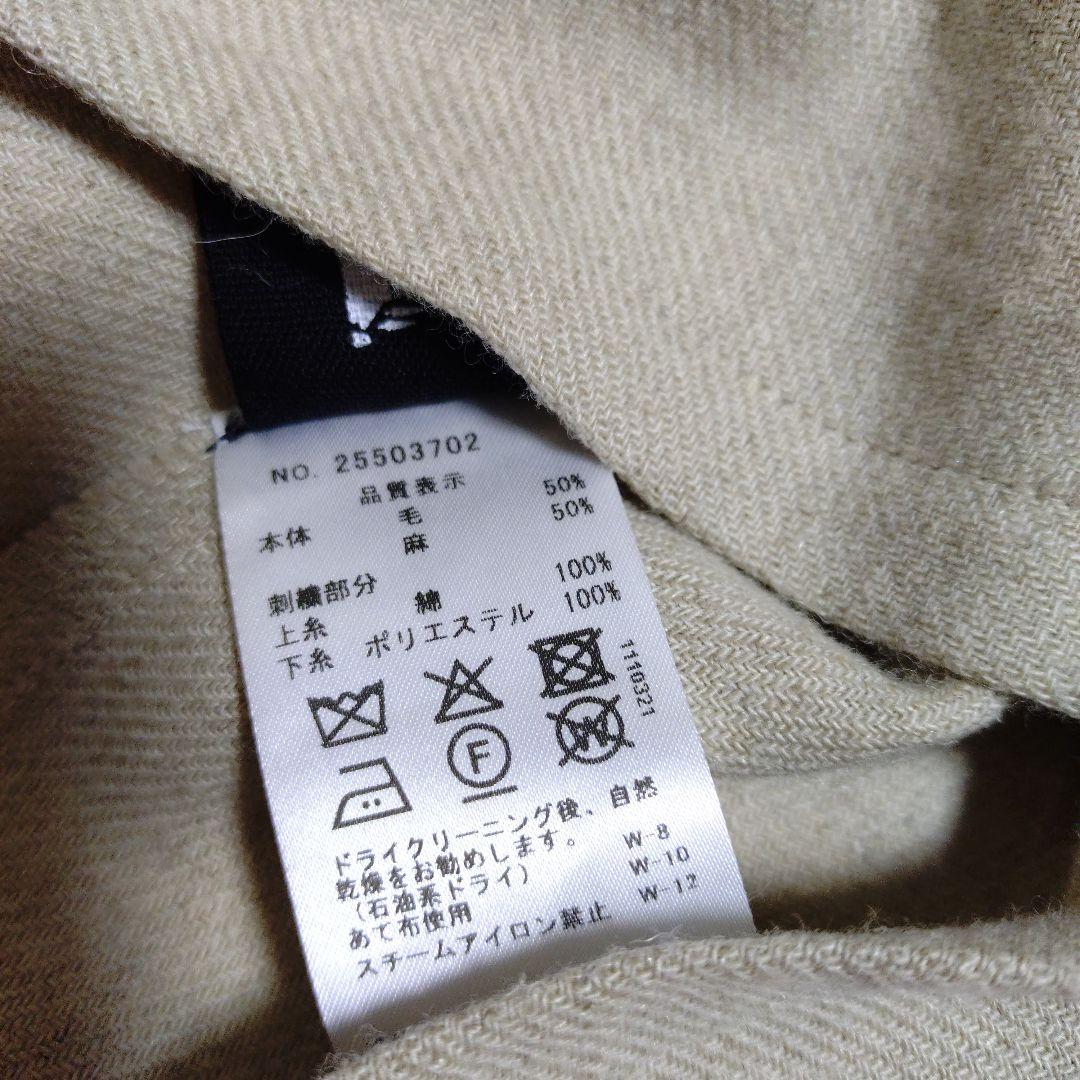 NO. 25503702
品質表示
本体 毛 50%
麻 50%
刺繍部分
上糸 綿 100%
下糸 ポリエステル 100%
1110321
F
W
ドライクリーニング後、自然
乾燥をお勧めします。
(石油系ドライ)
あて布使用
スチームアイロン禁止
W-8
W-10
W-12